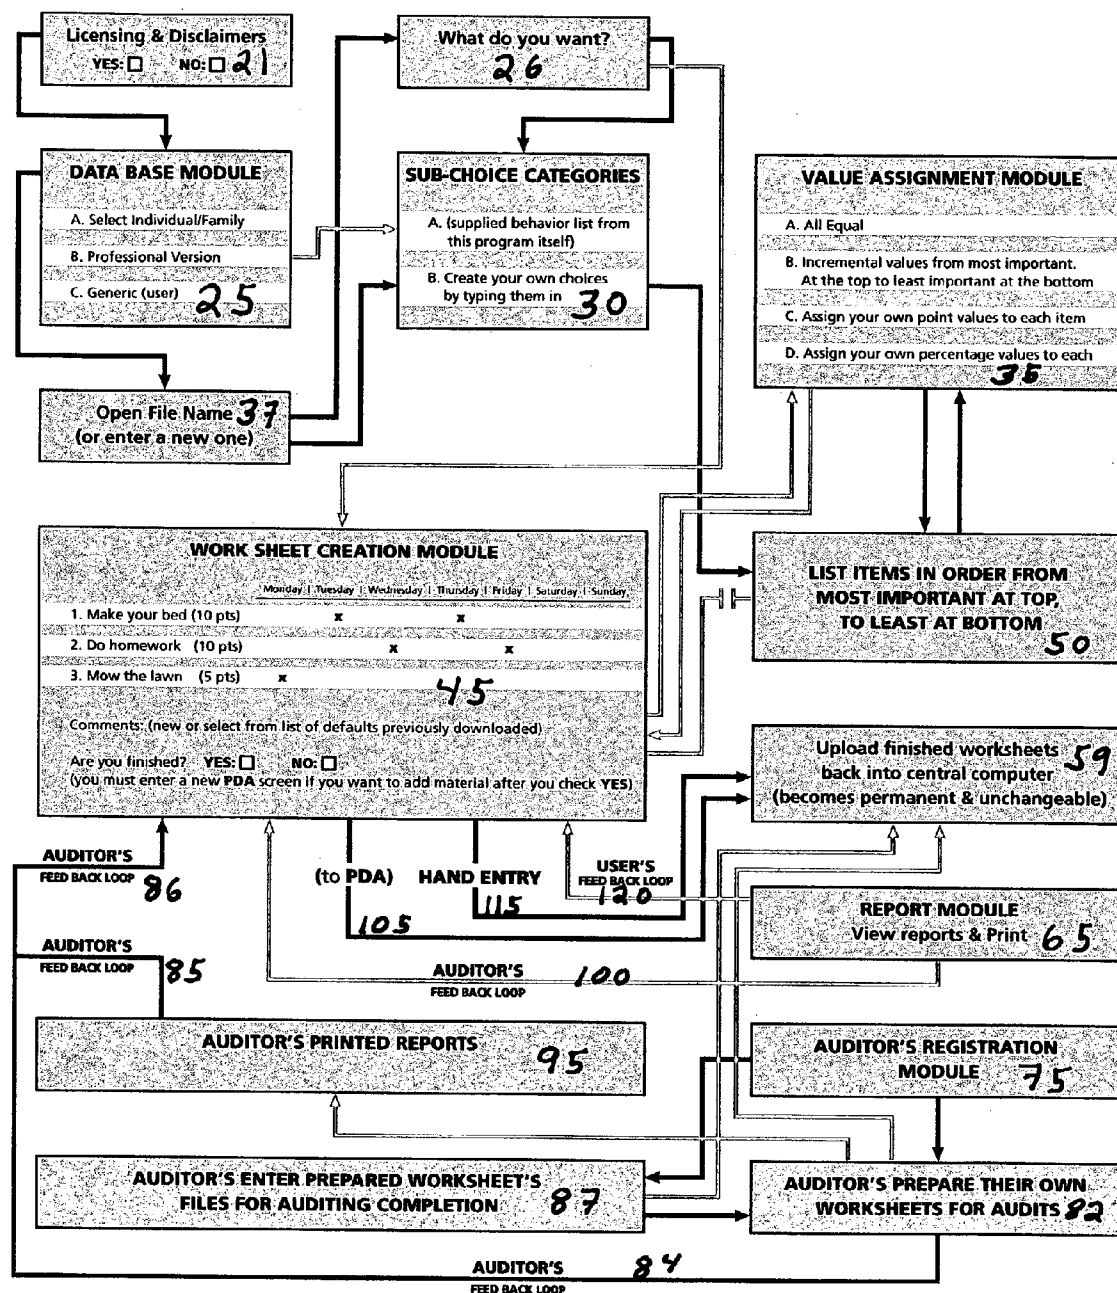 Licensing & Disclaimers
YES: NO: 21
What do you want?
26
DATA BASE MODULE
A. Select Individual/Family
B. Professional Version
C. Generic (user) 25
SUB-CHOICE CATEGORIES
A. (supplied behavior list from
this program itself)
B. Create your own choices
by typing them in 30
VALUE ASSIGNMENT MODULE
A. All Equal
B. Incremental values from most important.
At the top to least important at the bottom
C. Assign your own point values to each item
D. Assign your own percentage values to each
35
Open File Name 37
(or enter a new one)
WORK SHEET CREATION MODULE
Monday | Tuesday | Wednesday | Thursday | Friday | Saturday | Sunday
1. Make your bed (10 pts) x x
2. Do homework (10 pts) x x
3. Mow the lawn (5 pts) x
45
Comments: (new or select from list of defaults previously downloaded)
Are you finished? YES: NO:
(you must enter a new PDA screen if you want to add material after you check YES)
LIST ITEMS IN ORDER FROM
MOST IMPORTANT AT TOP,
TO LEAST AT BOTTOM
50
Upload finished worksheets 59
back into central computer
(becomes permanent & unchangeable)
AUDITOR'S
FEED BACK LOOP 86
(to PDA)
105
HAND ENTRY
115
USER'S
FEED BACK LOOP
120
REPORT MODULE
View reports & Print 65
AUDITOR'S
FEED BACK LOOP 85
AUDITOR'S 100
FEED BACK LOOP
AUDITOR'S PRINTED REPORTS
95
AUDITOR'S REGISTRATION
MODULE 75
AUDITOR'S ENTER PREPARED WORKSHEET'S
FILES FOR AUDITING COMPLETION 87
AUDITOR'S PREPARE THEIR OWN
WORKSHEETS FOR AUDITS 82
AUDITOR'S 84
FEED BACK LOOP